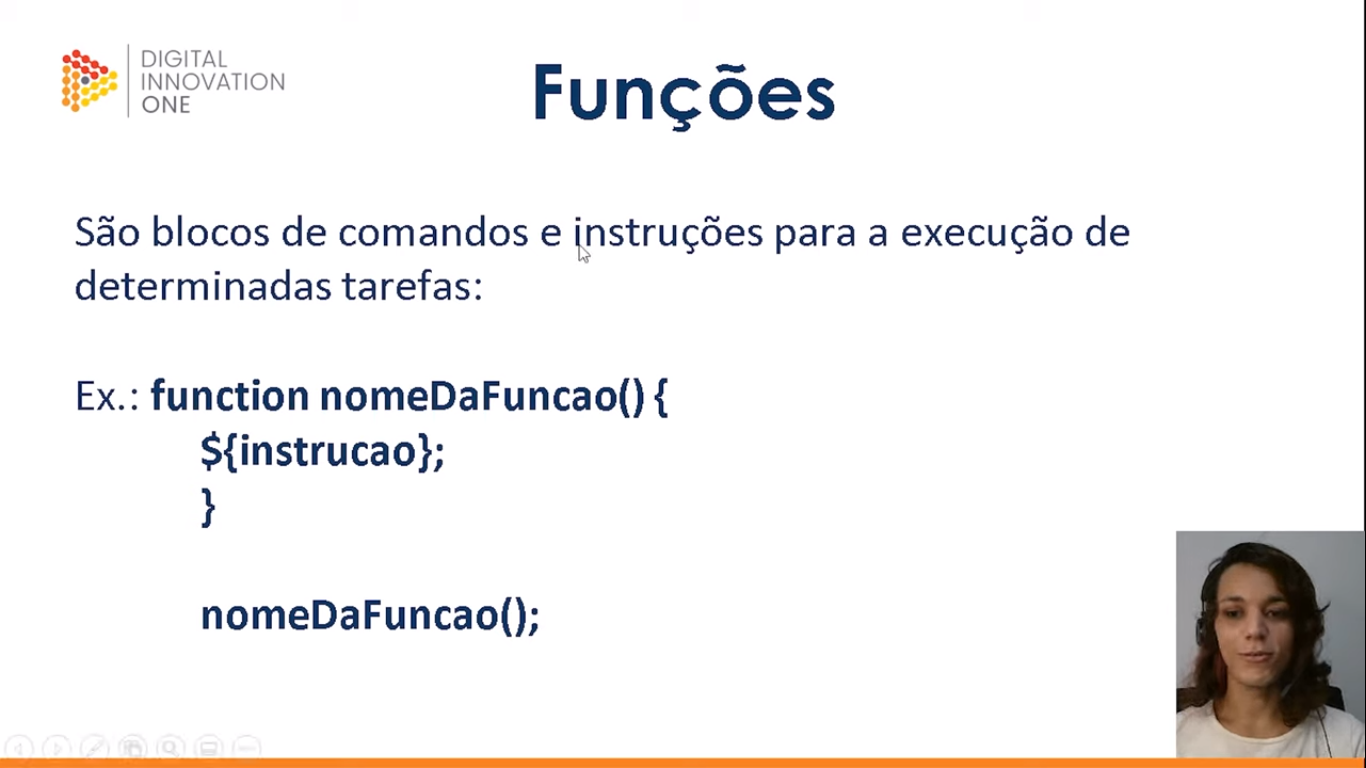 DIGITAL
INNOVATION
ONE
Funções
São blocos de comandos e instruções para a execução de
determinadas tarefas:
Ex.: function nomeDaFuncao() {
${instrucao};
}
nomeDaFuncao();